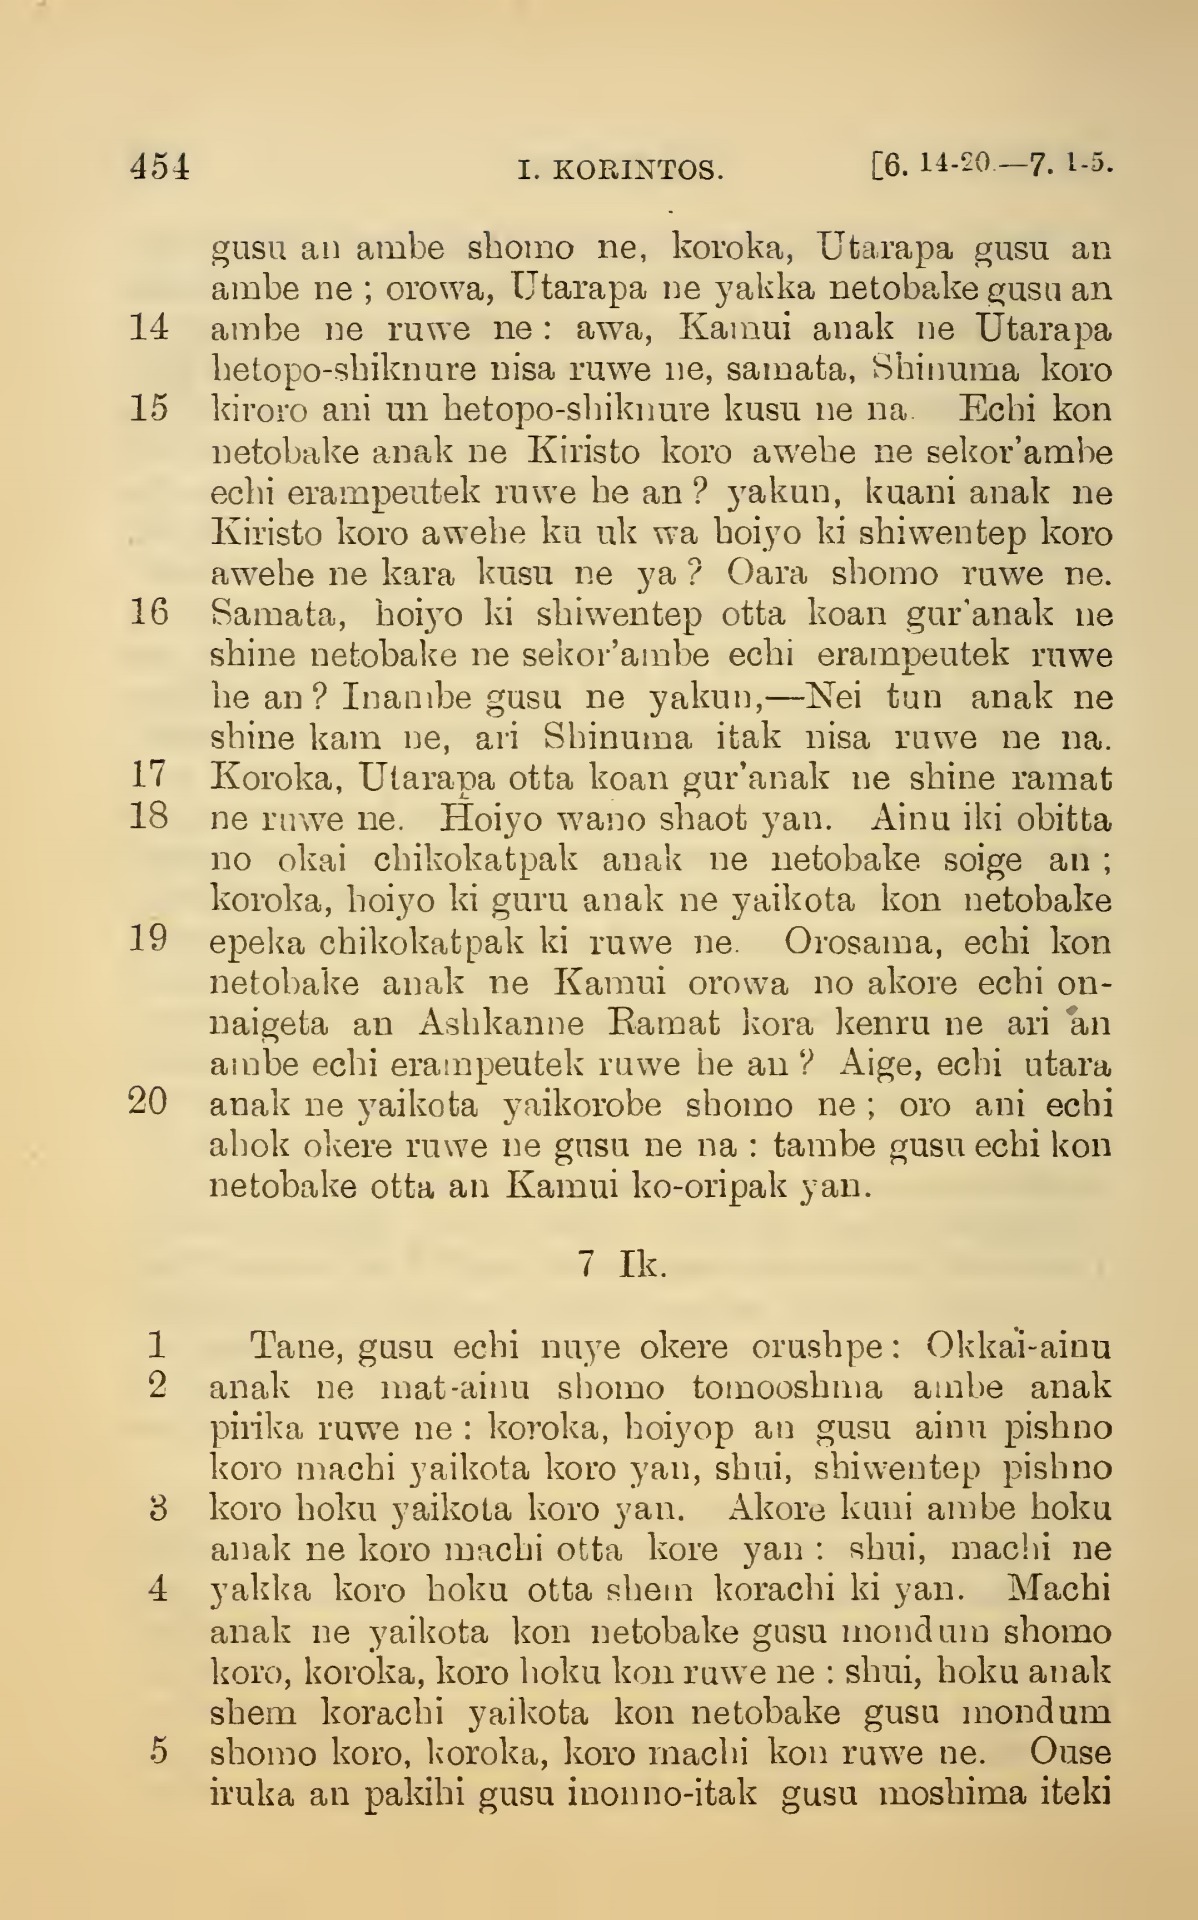 454 I. KORINTOS. [6. 14-20.—7. 1-5.
gusu an ambe shomo ne, koroka, Utarapa gusu an
ambe ne ; orowa, Utarapa ne yakka netobake gusu an
14 ambe ne ruwe ne : awa, Kamui anak ne Utarapa
hetopo-shiknure nisa ruwe ne, samata, Shinuma koro
15 kiroro ani un hetopo-shiknure kusu ne na. Echi kon
netobake anak ne Kiristo koro awehe ne sekor'ambe
echi erampeutek ruwe he an ? yakun, kuani anak ne
Kiristo koro awehe ku uk wa hoiyo ki shiwentep koro
awehe ne kara kusu ne ya ? Oara shomo ruwe ne.
16 Samata, hoiyo ki shiwentep otta koan gur'anak ne
shine netobake ne sekor'ambe echi erampeutek ruwe
he an ? Inambe gusu ne yakun,—Nei tun anak ne
shine kam ne, ari Shinuma itak nisa ruwe ne na.
17 Koroka, Utarapa otta koan gur'anak ne shine ramat
18 ne ruwe ne. Hoiyo wano shaot yan. Ainu iki obitta
no okai chikokatpak anak ne netobake soige an ;
koroka, hoiyo ki guru anak ne yaikota kon netobake
19 epeka chikokatpak ki ruwe ne. Orosama, echi kon
netobake anak ne Kamui orowa no akore echi on-
naigeta an Ashkanne Ramat kora kenru ne ari an
ambe echi erampeutek ruwe he an ? Aige, echi utara
20 anak ne yaikota yaikorobe shomo ne ; oro ani echi
ahok okere ruwe ne gusu ne na : tambe gusu echi kon
netobake otta an Kamui ko-oripak yan.
7 Ik.
1 Tane, gusu echi nuye okere orushpe : Okkai-ainu
2 anak ne mat-ainu shomo tomooshma ambe anak
pirika ruwe ne : koroka, hoiyop an gusu ainu pishno
koro machi yaikota koro yan, shui, shiwentep pishno
3 koro hoku yaikota koro yan. Akore kuni ambe hoku
anak ne koro machi otta kore yan : shui, machi ne
4 yakka koro hoku otta shem korachi ki yan. Machi
anak ne yaikota kon netobake gusu mondum shomo
koro, koroka, koro hoku kon ruwe ne : shui, hoku anak
shem korachi yaikota kon netobake gusu mondum
5 shomo koro, koroka, koro machi kon ruwe ne. Ouse
iruka an pakihi gusu inonno-itak gusu moshima iteki